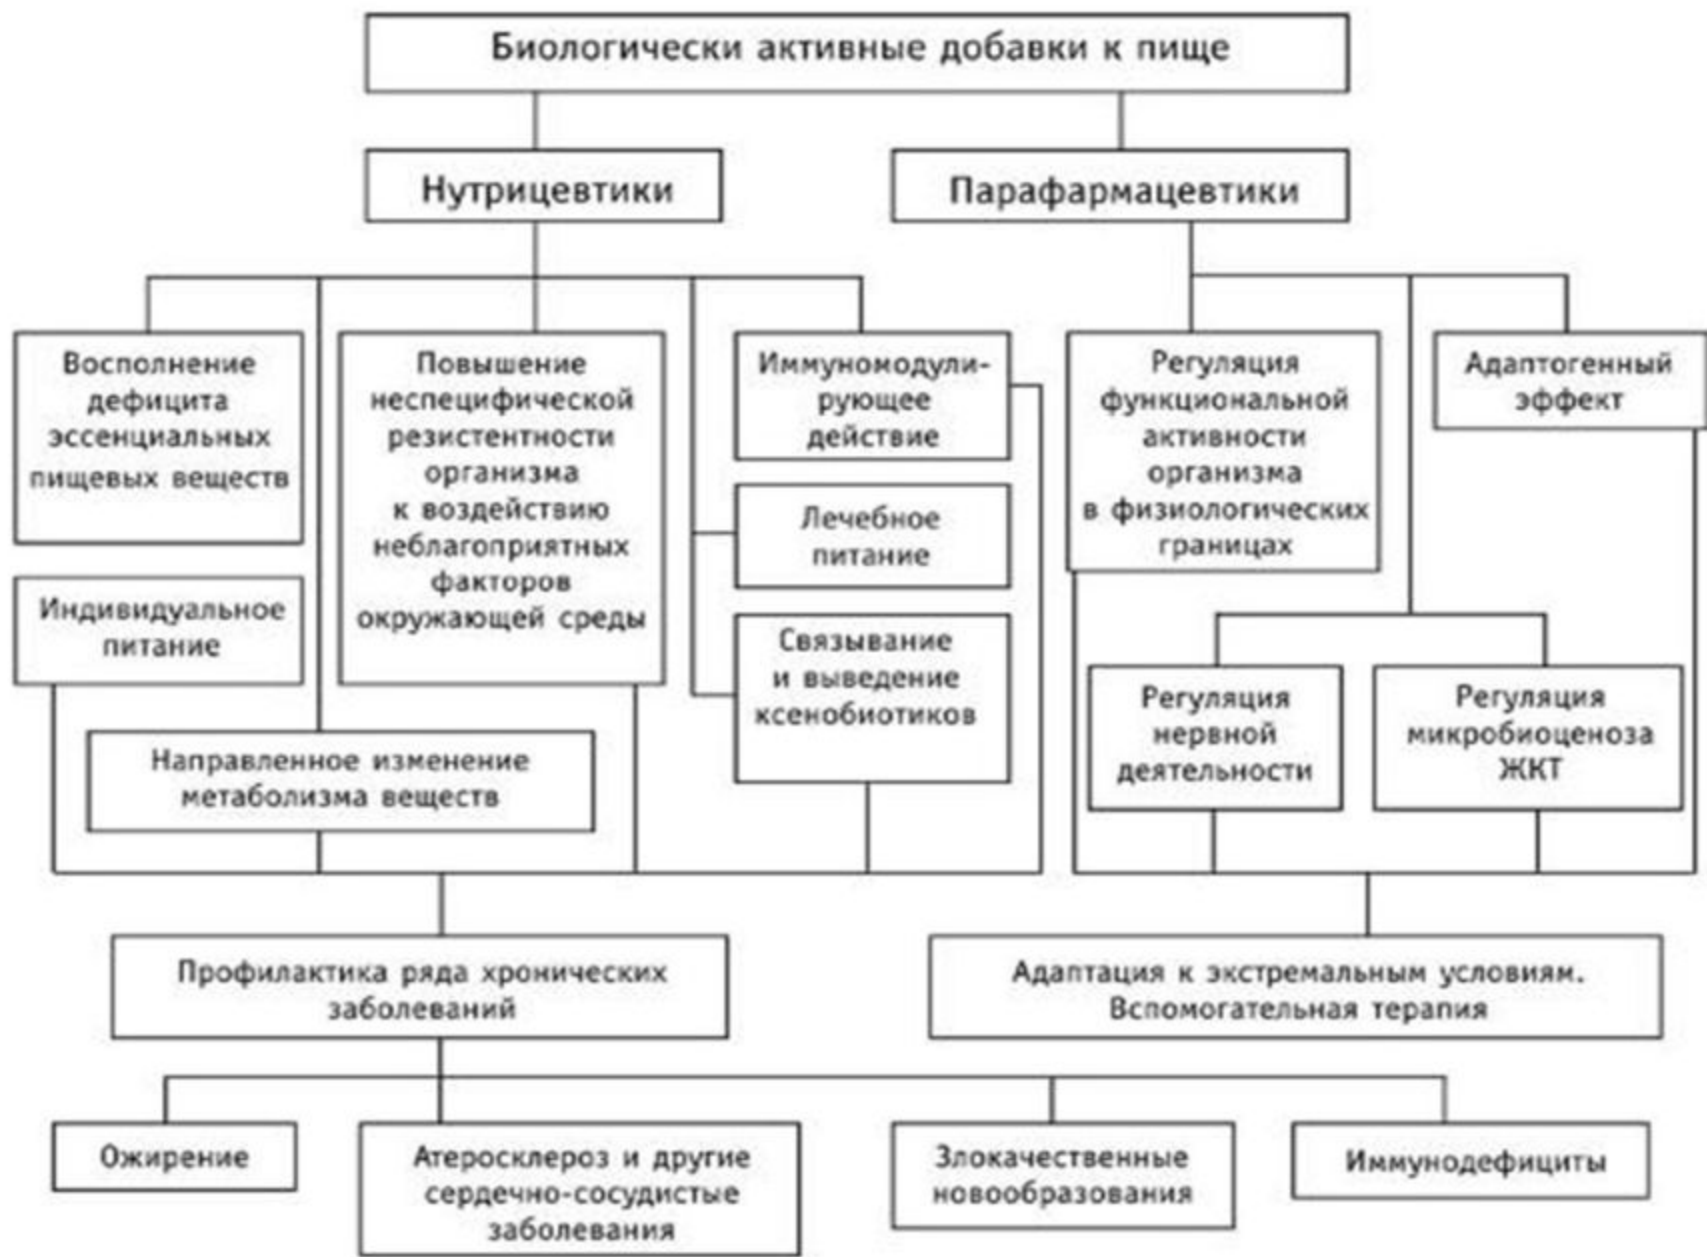 Биологически активные добавки к пище
Нутрицевтики
Парафармацевтики
Восполнение
дефицита
эссенциальных
пищевых веществ
Повышение
неспецифической
резистентности
организма
к воздействию
неблагоприятных
факторов
окружающей среды
Иммуномодули-
рующее
действие
Регуляция
функциональной
активности
организма
в физиологических
границах
Адаптогенный
эффект
Лечебное
питание
Индивидуальное
питание
Связывание
и выведение
ксенобиотиков
Регуляция
нервной
деятельности
Регуляция
микробиоценоза
ЖКТ
Направленное изменение
метаболизма веществ
Профилактика ряда хронических
заболеваний
Адаптация к экстремальным условиям.
Вспомогательная терапия
Ожирение
Атеросклероз и другие
сердечно-сосудистые
заболевания
Злокачественные
новообразования
Иммунодефициты